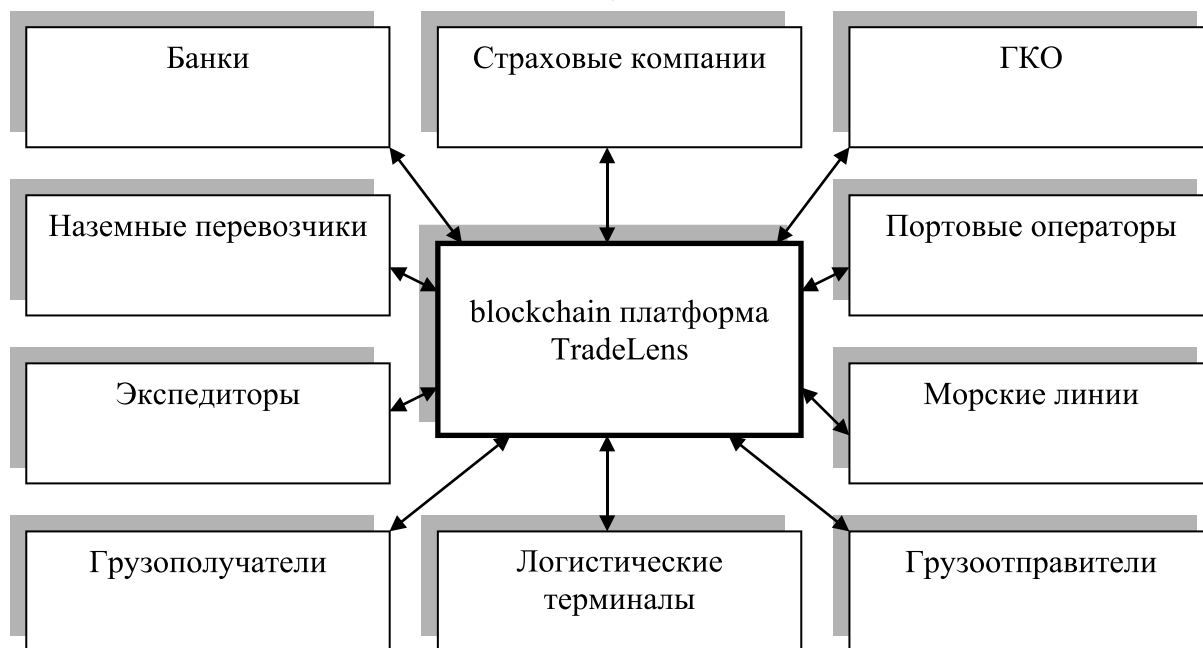 Банки
Страховые компании
ГКО
Наземные перевозчики
Портовые операторы
blockchain платформа
TradeLens
Экспедиторы
Морские линии
Грузополучатели
Логистические
терминалы
Грузоотправители